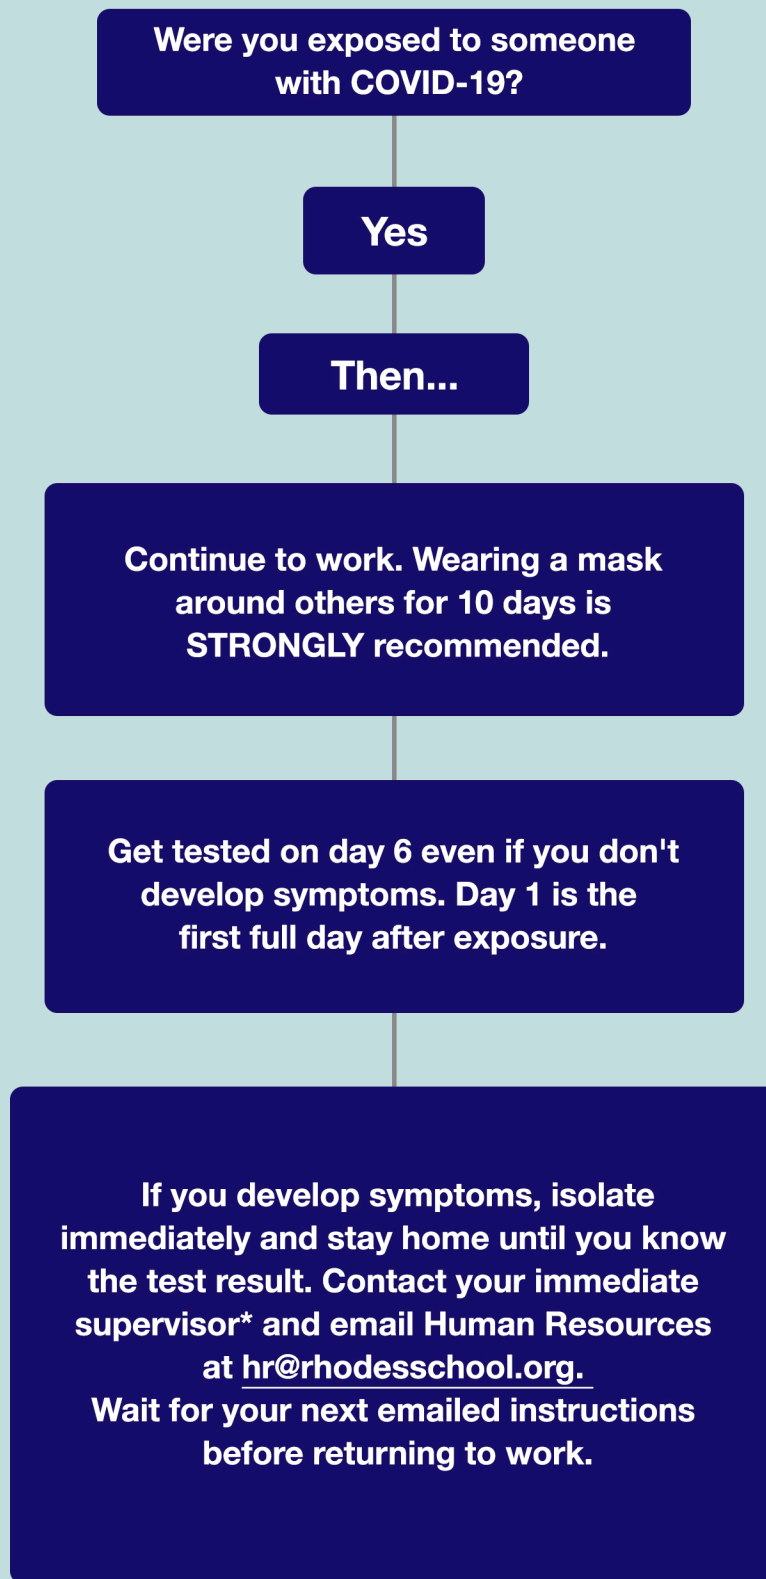 Were you exposed to someone
with COVID-19?
Yes
Then...
Continue to work. Wearing a mask
around others for 10 days is
STRONGLY recommended.
Get tested on day 6 even if you don't
develop symptoms. Day 1 is the
first full day after exposure.
If you develop symptoms, isolate
immediately and stay home until you know
the test result. Contact your immediate
supervisor* and email Human Resources
at hr@rhodesschool.org.
Wait for your next emailed instructions
before returning to work.